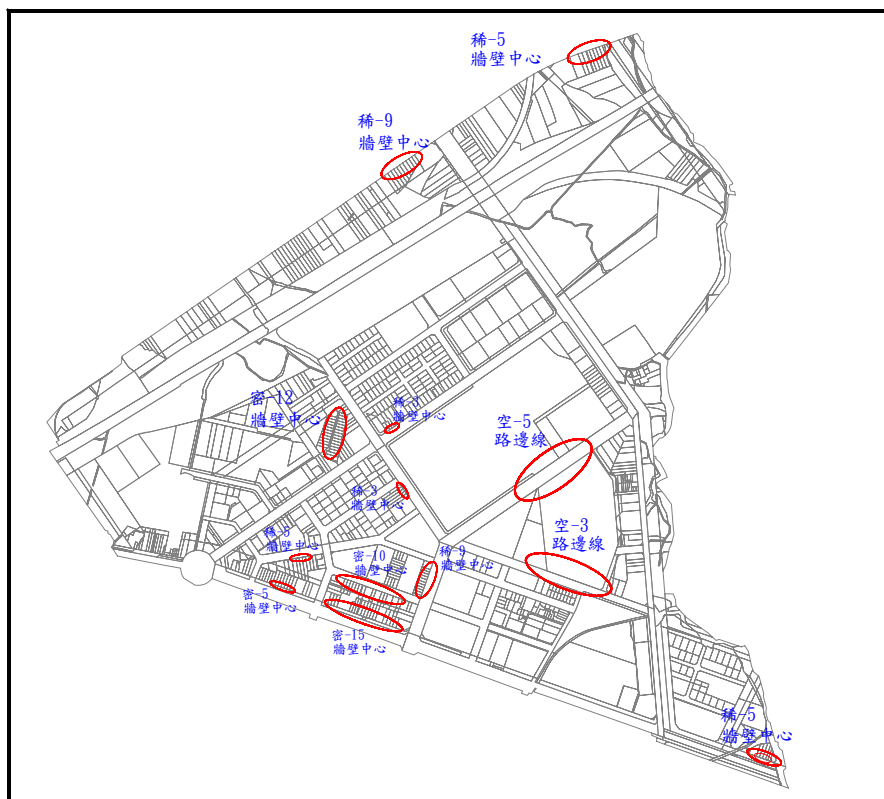 稀-5
牆壁中心
稀-9
牆壁中心
密-12
牆壁中心
稀-3
牆壁中心
空-5
路邊線
稀-3
牆壁中心
空-3
路邊線
稀-5
牆壁中心
密-10
牆壁中心
稀-9
牆壁中心
密-5
牆壁中心
密-15
牆壁中心
稀-5
牆壁中心